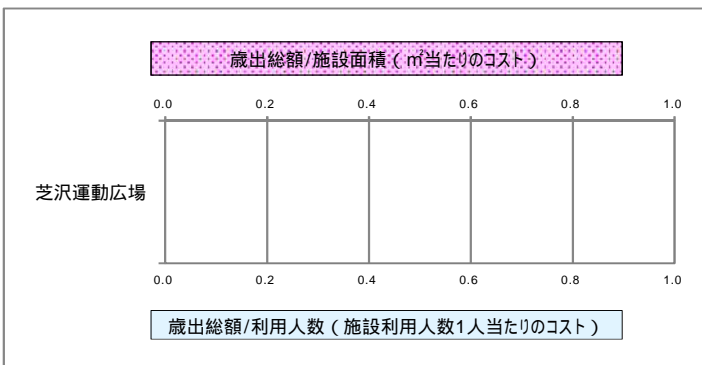 歳出総額/施設面積(㎡当たりのコスト)
0.0 0.2 0.4 0.6 0.8 1.0
芝沢運動広場
0.0 0.2 0.4 0.6 0.8 1.0
歳出総額/利用人数(施設利用人数1人当たりのコスト)